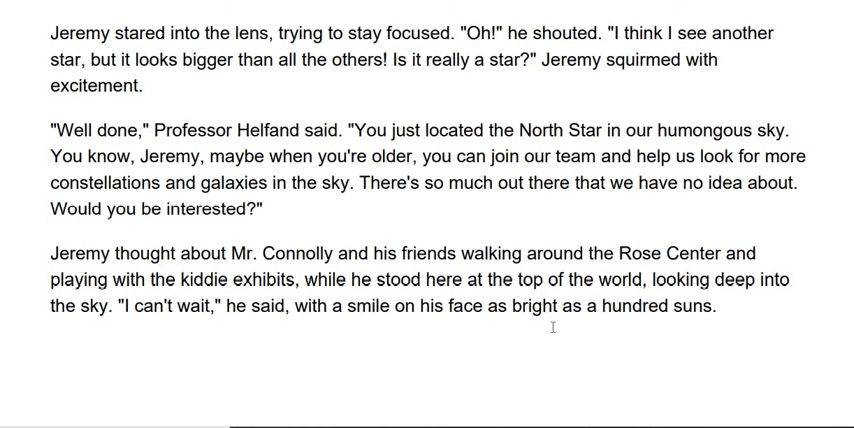 Jeremy stared into the lens, trying to stay focused. "Oh!" he shouted. "I think I see another
star, but it looks bigger than all the others! Is it really a star?" Jeremy squirmed with
excitement.
"Well done," Professor Helfand said. "You just located the North Star in our humongous sky.
You know, Jeremy, maybe when you're older, you can join our team and help us look for more
constellations and galaxies in the sky. There's so much out there that we have no idea about.
Would you be interested?"
Jeremy thought about Mr. Connolly and his friends walking around the Rose Center and
playing with the kiddie exhibits, while he stood here at the top of the world, looking deep into
the sky. "I can't wait," he said, with a smile on his face as bright as a hundred suns.